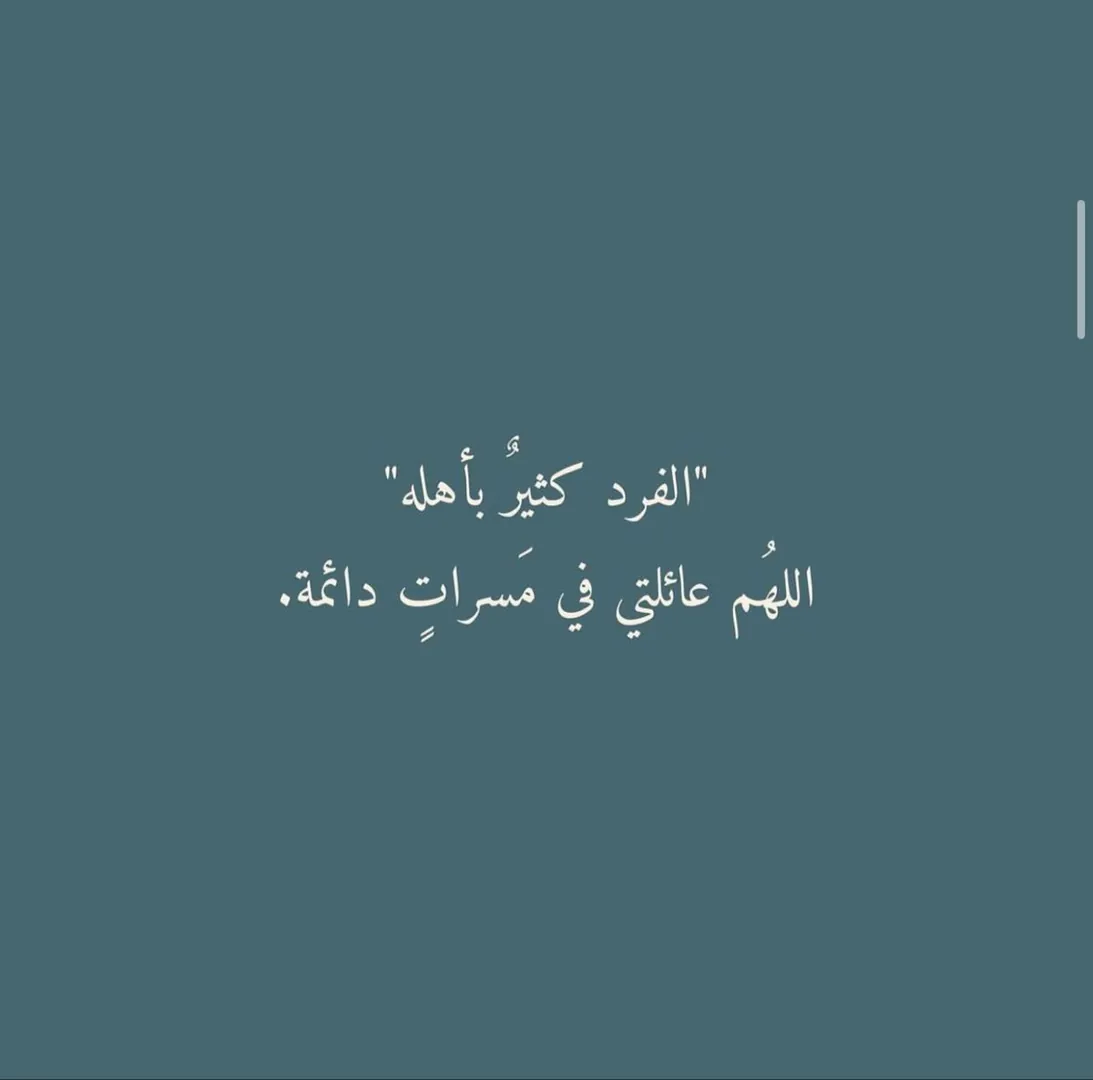 "الفرد كثيرٌ بأهله"
اللهُم عائلتي في مَسراتٍ دائمة.